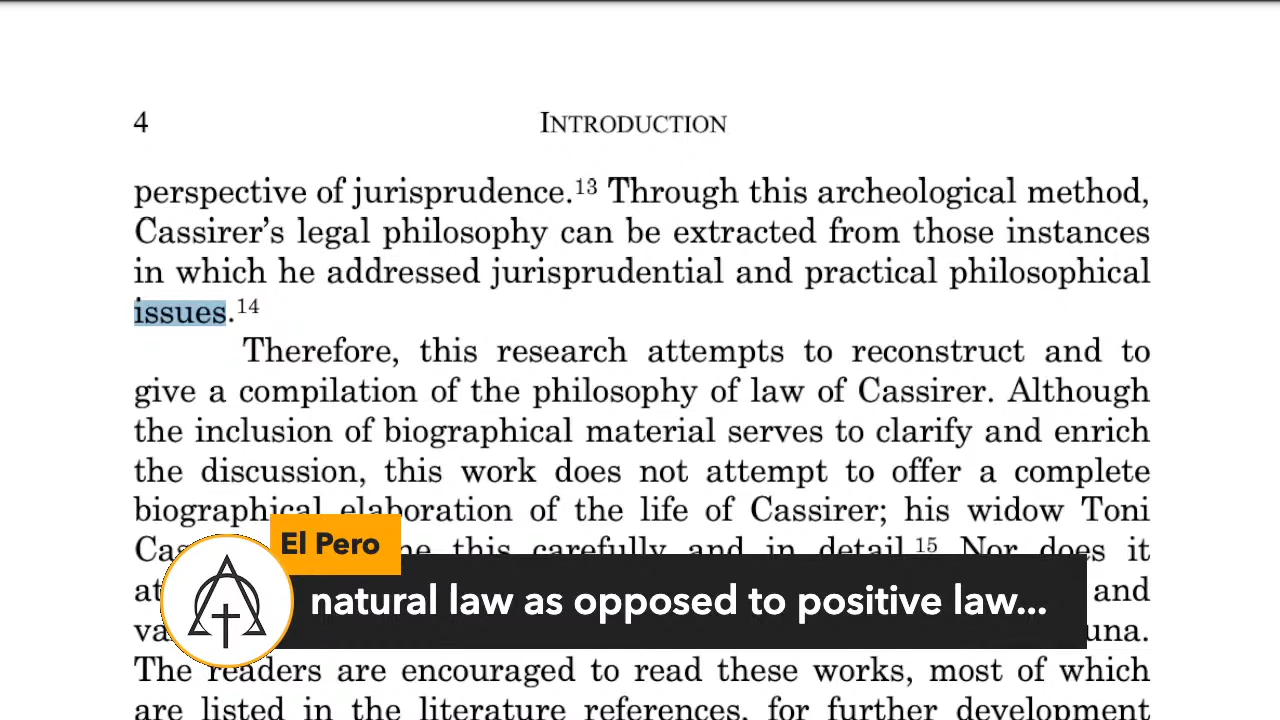 4 INTRODUCTION
perspective of jurisprudence.13 Through this archeological method,
Cassirer's legal philosophy can be extracted from those instances
in which he addressed jurisprudential and practical philosophical
issues.14
Therefore, this research attempts to reconstruct and to
give a compilation of the philosophy of law of Cassirer. Although
the inclusion of biographical material serves to clarify and enrich
the discussion, this work does not attempt to offer a complete
biographical elaboration of the life of Cassirer; his widow Toni
El Pero
this carefully and in detail.15 Nor does it
natural law as opposed to positive law...
and
The readers are encouraged to read these works, most of which
are listed in the literature references, for further development